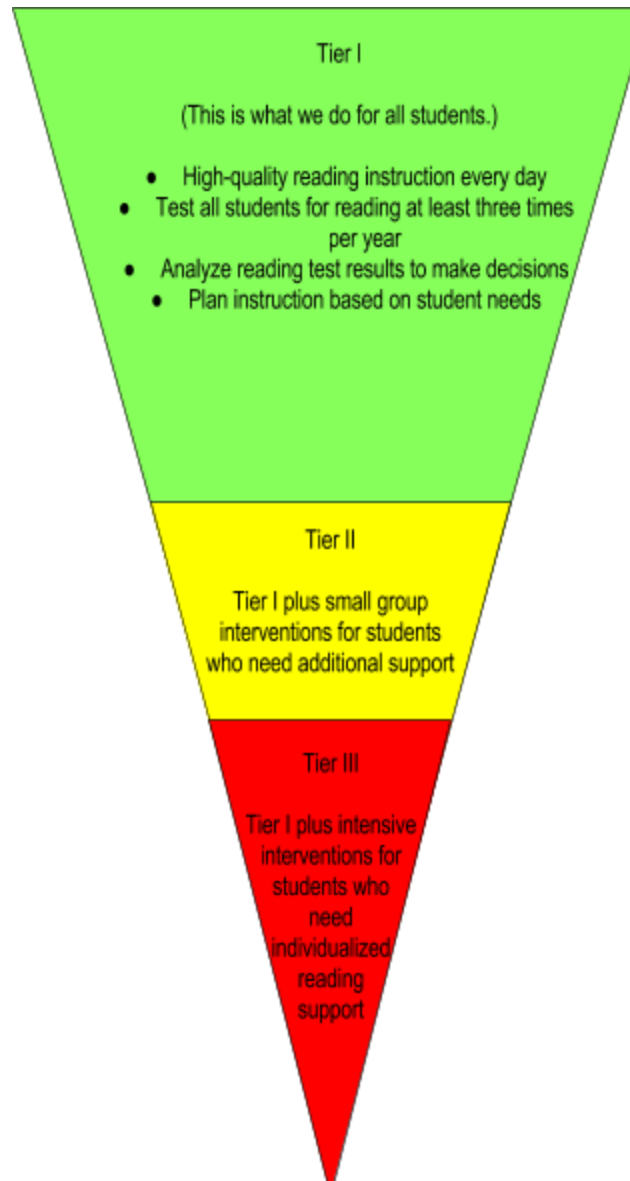 Tier I
(This is what we do for all students.)
● High-quality reading instruction every day
● Test all students for reading at least three times
per year
● Analyze reading test results to make decisions
● Plan instruction based on student needs
Tier II
Tier I plus small group
interventions for students
who need additional support
Tier III
Tier I plus intensive
interventions for
students who
need
individualized
reading
support